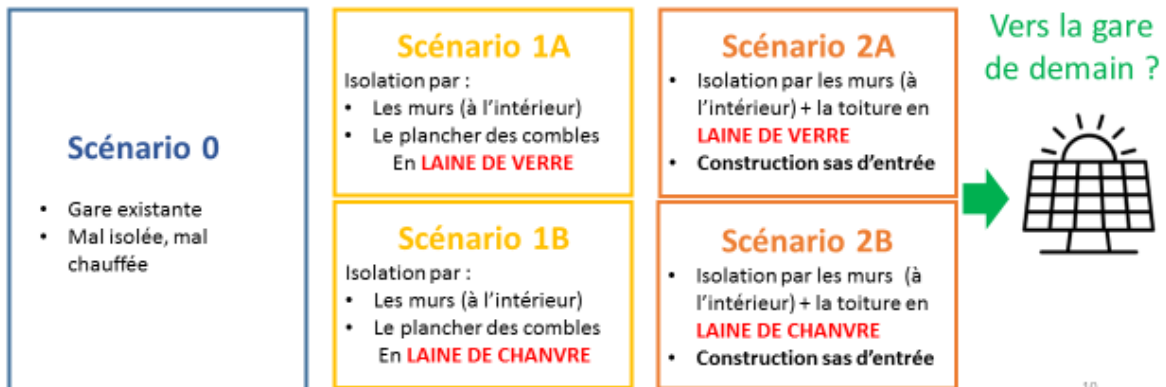 Scénario 0
• Gare existante
• Mal isolée, mal
chauffée
Scénario 1A
Isolation par :
• Les murs (à l'intérieur)
• Le plancher des combles
En LAINE DE VERRE
Scénario 1B
Isolation par :
• Les murs (à l'intérieur)
• Le plancher des combles
En LAINE DE CHANVRE
Scénario 2A
• Isolation par les murs (à
l'intérieur) + la toiture en
LAINE DE VERRE
• Construction sas d'entrée
Scénario 2B
• Isolation par les murs (à
l'intérieur) + la toiture en
LAINE DE CHANVRE
• Construction sas d'entrée
Vers la gare
de demain ?